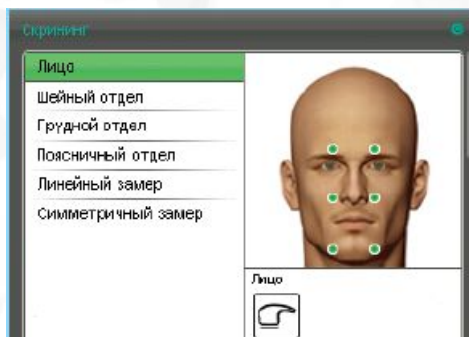 Скрининг
Лицо
Шейный отдел
Грудной отдел
Поясничный отдел
Линейный замер
Симметричный замер
Лицо